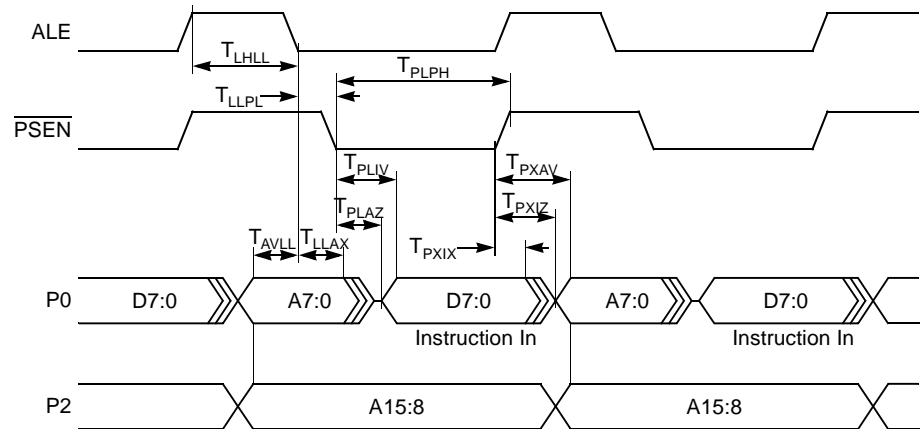 ALE
T_LHLL
T_PLPH
T_LLPL
PSEN
T_PLIV
T_PXAV
T_PLAZ
T_PXIZ
T_AVLL
T_LLAX
T_PXIX
P0
D7:0
A7:0
D7:0
A7:0
D7:0
Instruction In
Instruction In
P2
A15:8
A15:8